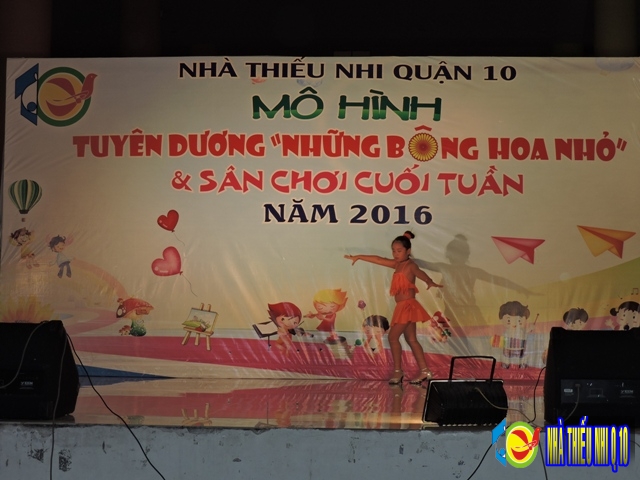 NHÀ THIẾU NHI QUẬN 10
MÔ HÌNH
TUYÊN DƯƠNG "NHỮNG BÔNG HOA NHỎ"
& SÂN CHƠI CUỐI TUẦN
NĂM 2016
NHÀ THIẾU NHI Q.10